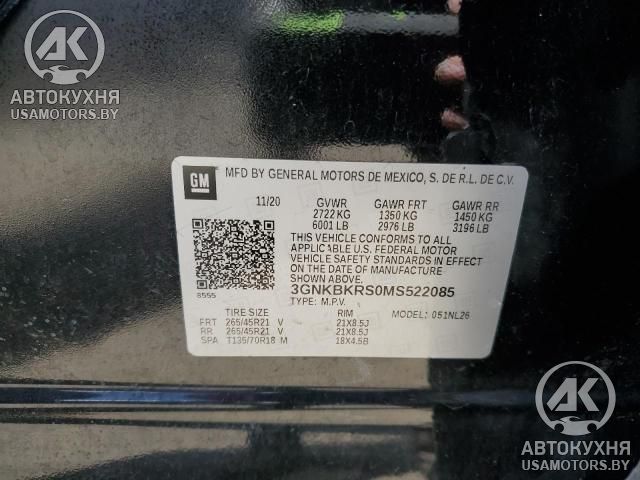 AK
АВТОКУХНЯ
USAMOTORS.BY
GM
MFD BY GENERAL MOTORS DE MEXICO, S. DE R.L. DE C.V.
11/20 GVWR GAWR FRT GAWR RR
2722 KG 1350 KG 1450 KG
6001 LB 2976 LB 3196 LB
THIS VEHICLE CONFORMS TO ALL
APPLICABLE U.S. FEDERAL MOTOR
VEHICLE SAFETY STANDARDS IN EFFECT
ON THE DATE OF MANUFACTURE
SHOWN ABOVE.
3GNKBKRS0MS522085
8555 TYPE: M.P.V.
TIRE SIZE RIM MODEL: 051NL26
FRT 265/45R21 V 21X8.5J
RR 265/45R21 V 21X8.5J
SPA T135/70R18 M 18X4.5B
AK
АВТОКУХНЯ
USAMOTORS.BY